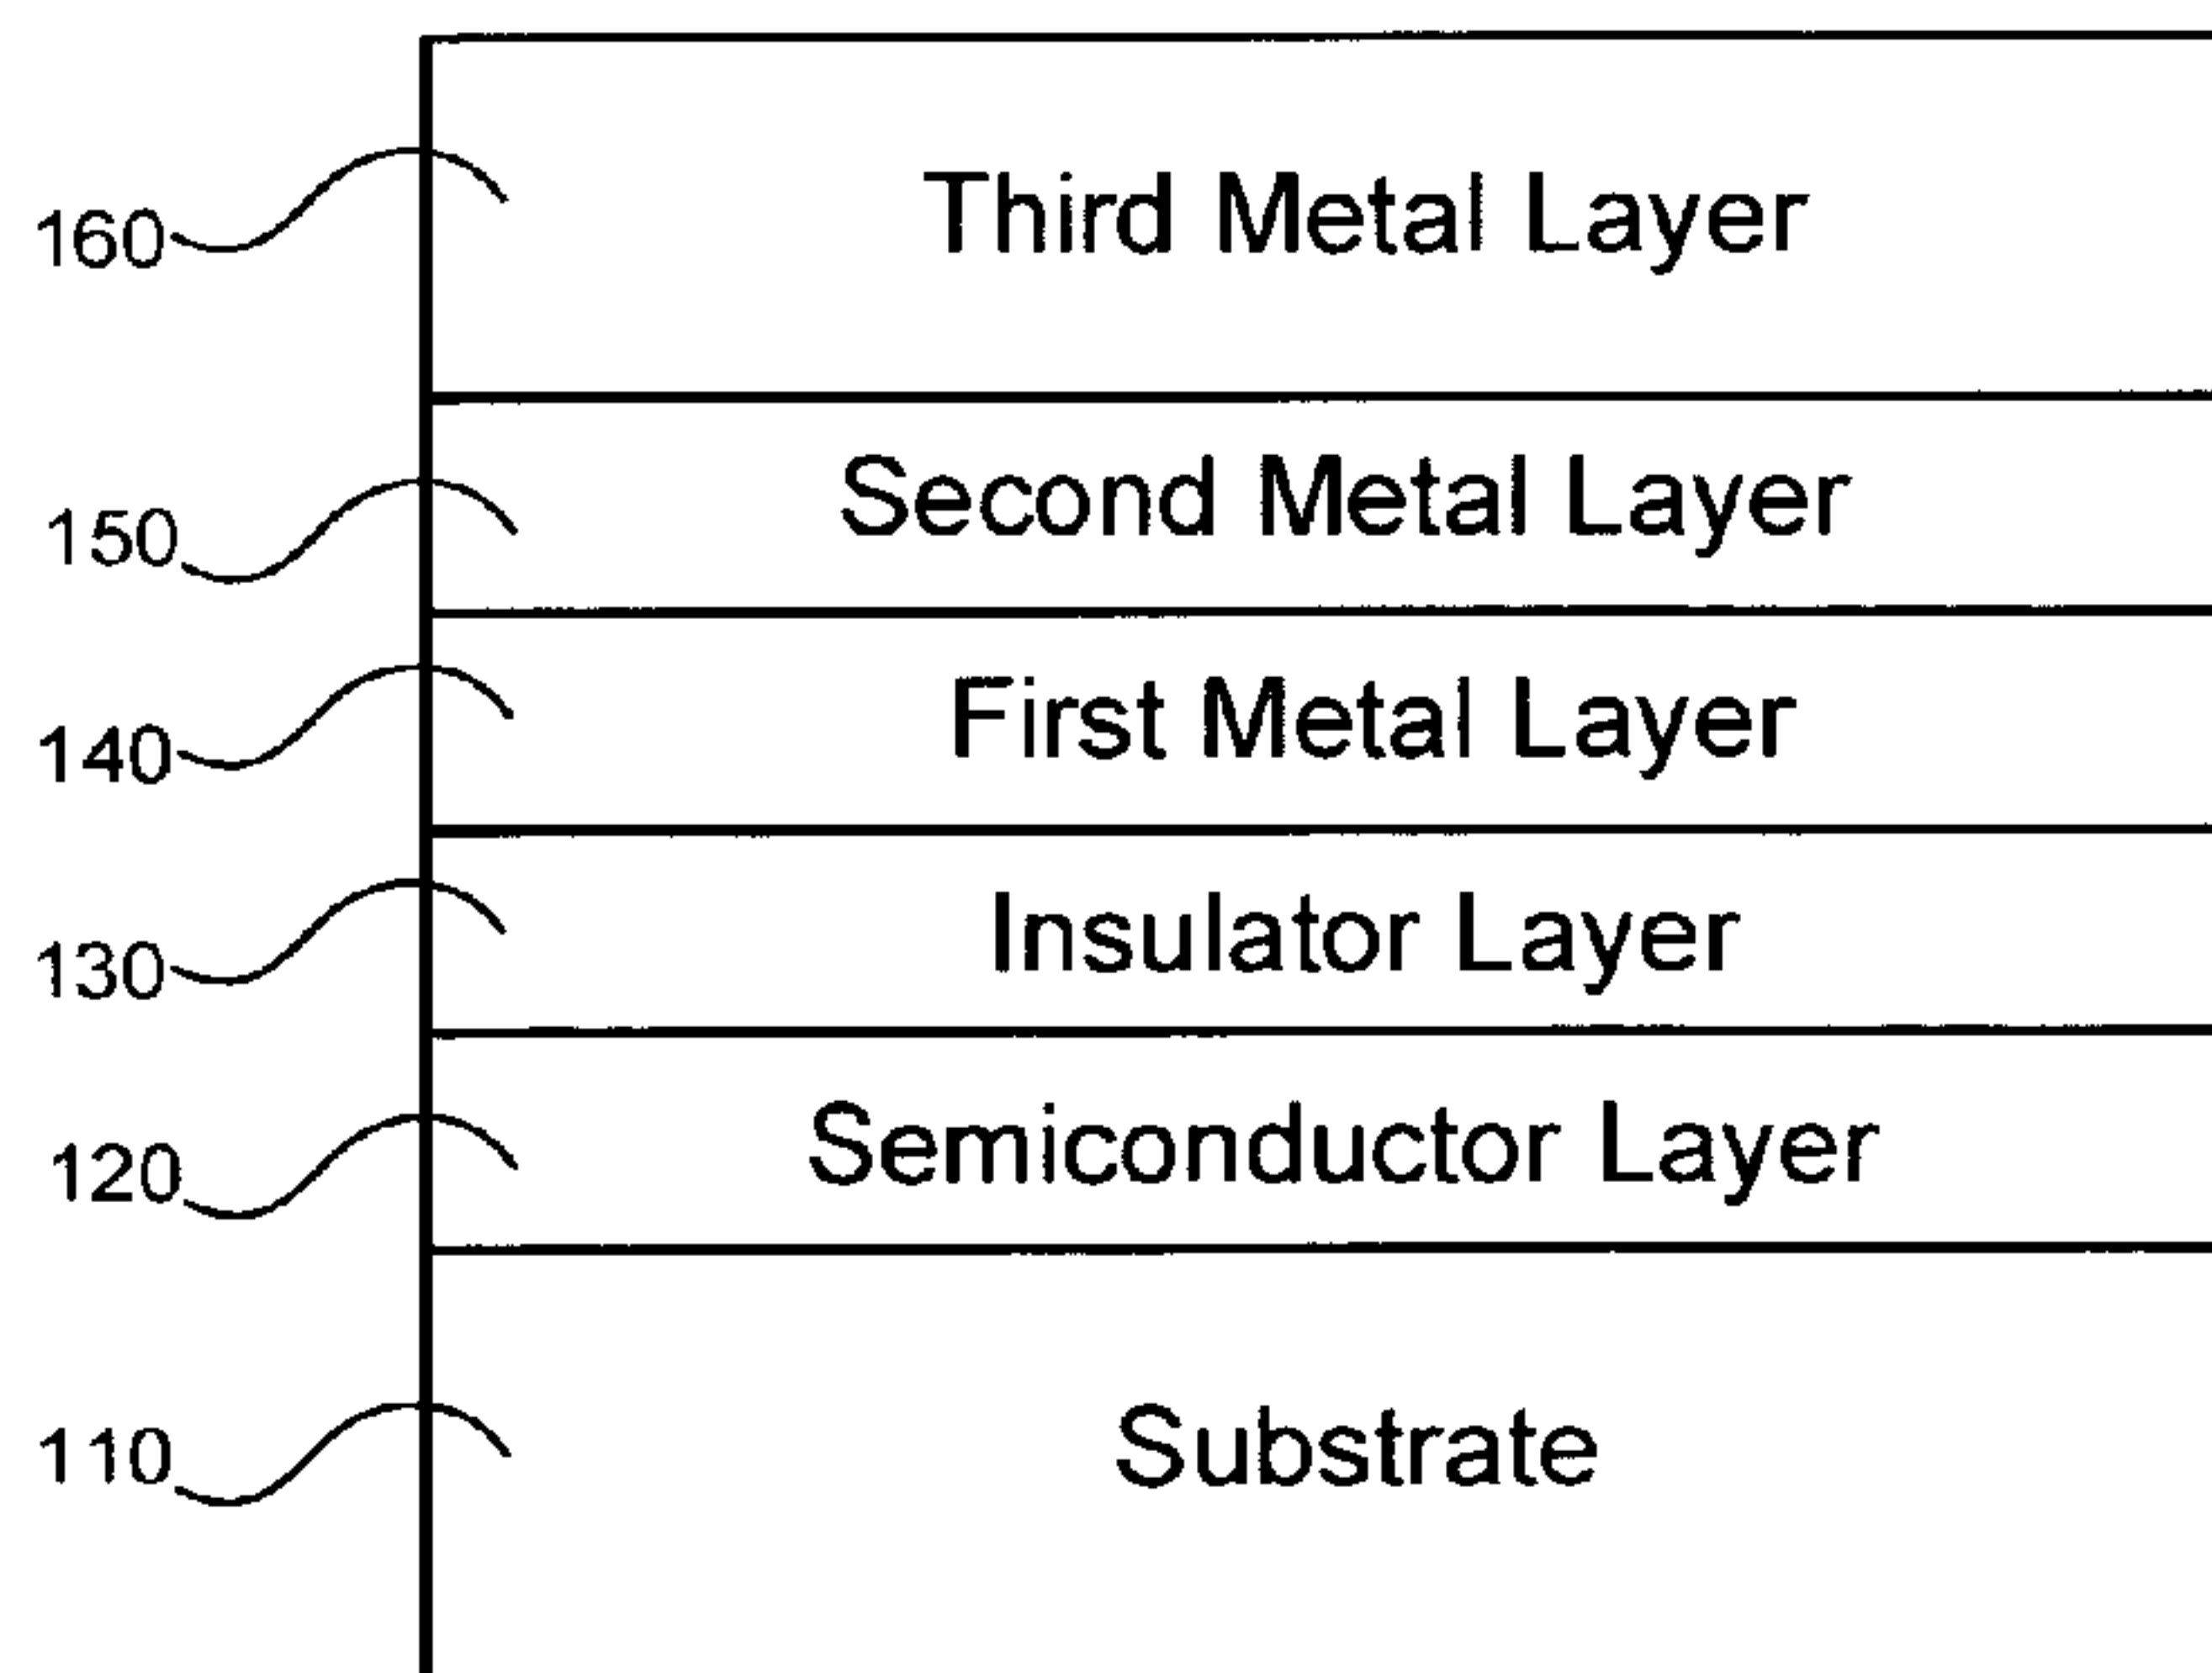 160 Third Metal Layer
150 Second Metal Layer
140 First Metal Layer
130 Insulator Layer
120 Semiconductor Layer
110 Substrate